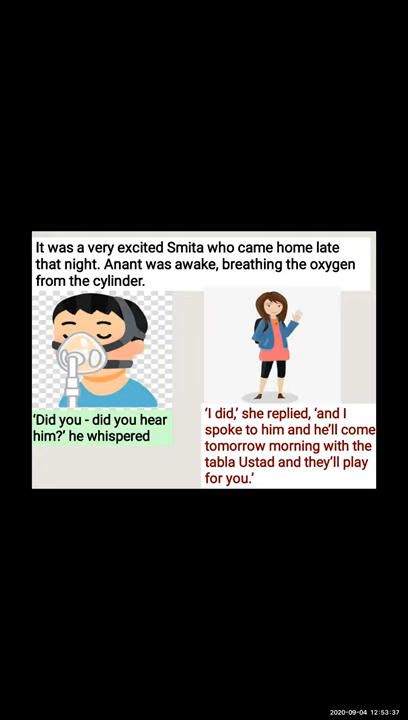 It was a very excited Smita who came home late
that night. Anant was awake, breathing the oxygen
from the cylinder.
‘Did you - did you hear
him?’ he whispered
‘I did,’ she replied, ‘and I
spoke to him and he’ll come
tomorrow morning with the
tabla Ustad and they’ll play
for you.’
2020-09-04 12:53:37